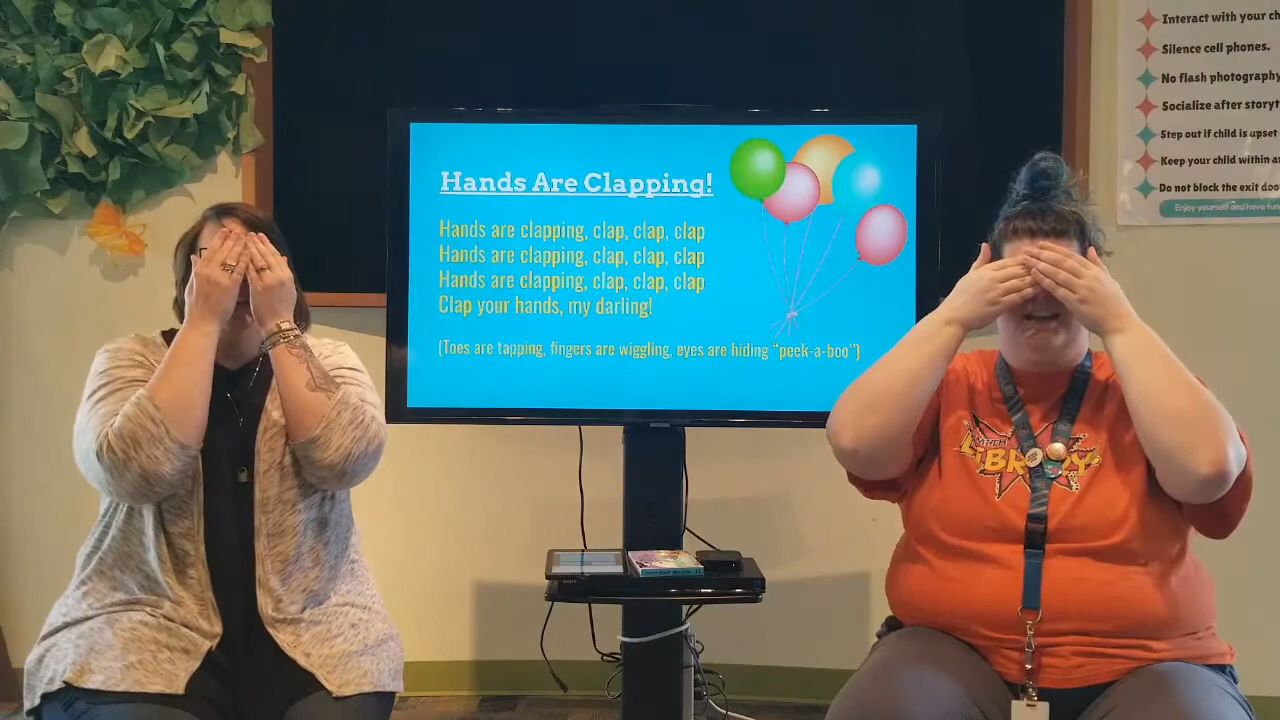 Interact with your ch
Silence cell phones.
No flash photography
Socialize after storyt
Step out if child is upset
Keep your child within a
Do not block the exit doo
Enjoy yourself and have fun
Hands Are Clapping!
Hands are clapping, clap, clap, clap
Hands are clapping, clap, clap, clap
Hands are clapping, clap, clap, clap
Clap your hands, my darling!
(Toes are tapping, fingers are wiggling, eyes are hiding “peek-a-boo”)
LIBRARY